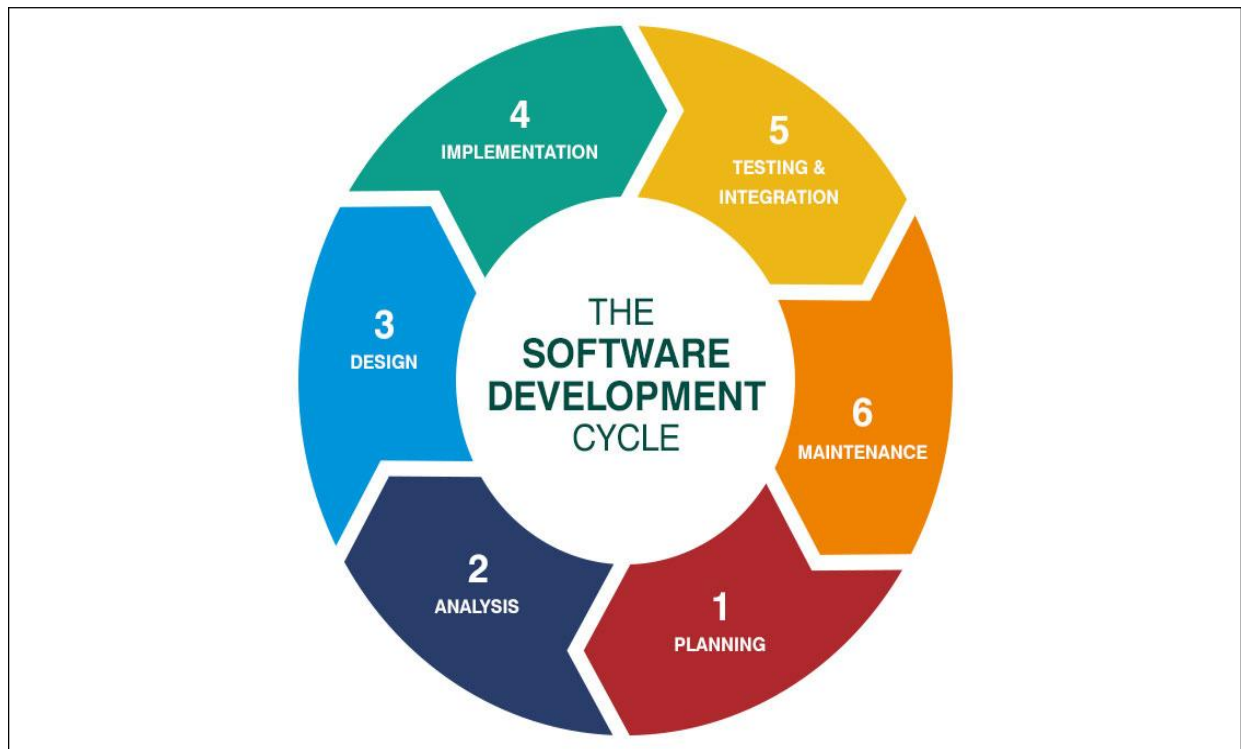 THE
SOFTWARE
DEVELOPMENT
CYCLE
1
PLANNING
2
ANALYSIS
3
DESIGN
4
IMPLEMENTATION
5
TESTING &
INTEGRATION
6
MAINTENANCE